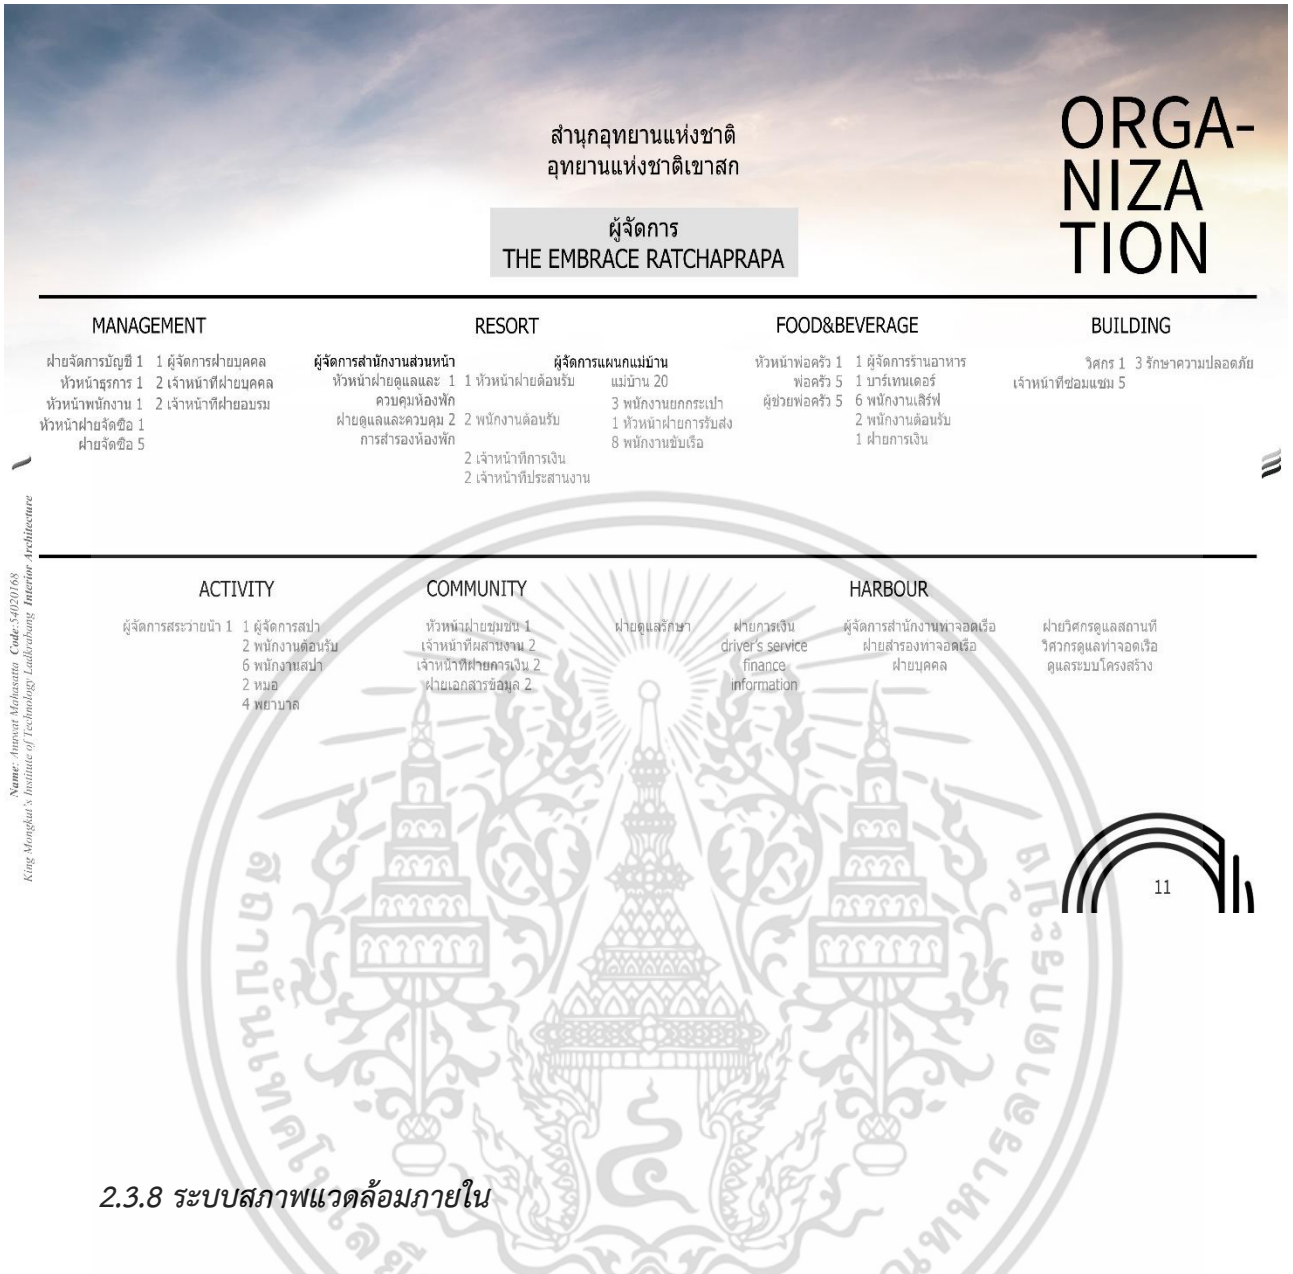 ORGA-
NIZA
TION
สำนุกอุทยานแห่งชาติ
อุทยานแห่งชาติเขาสก
ผู้จัดการ
THE EMBRACE RATCHAPRAPA
MANAGEMENT
ฝ่ายจัดการบัญชี 1 1 ผู้จัดการฝ่ายบุคคล
หัวหน้าธุรการ 1 2 เจ้าหน้าที่ฝ่ายบุคคล
หัวหน้าพนักงาน 1 2 เจ้าหน้าที่ฝ่ายอบรม
หัวหน้าฝ่ายจัดซื้อ 1
ฝ่ายจัดซื้อ 5
RESORT
ผู้จัดการสำนักงานส่วนหน้า
หัวหน้าฝ่ายดูแลและ 1 1 หัวหน้าฝ่ายต้อนรับ
ควบคุมห้องพัก
ฝ่ายดูแลและควบคุม 2 2 พนักงานต้อนรับ
การสำรองห้องพัก
2 เจ้าหน้าที่การเงิน
2 เจ้าหน้าที่ประสานงาน
ผู้จัดการแผนกแม่บ้าน
แม่บ้าน 20
3 พนักงานยกกระเปา
1 หัวหน้าฝ่ายการรับส่ง
8 พนักงานขับเรือ
FOOD&BEVERAGE
หัวหน้าพ่อครัว 1 1 ผู้จัดการร้านอาหาร
พ่อครัว 5 1 บาร์เทนเดอร์
ผู้ช่วยพ่อครัว 5 6 พนักงานเสิร์ฟ
2 พนักงานต้อนรับ
1 ฝ่ายการเงิน
BUILDING
วิศกร 1 3 รักษาความปลอดภัย
เจ้าหน้าที่ซ่อมแซม 5
ACTIVITY
ผู้จัดการสระว่ายน้ำ 1 1 ผู้จัดการสปา
2 พนักงานต้อนรับ
6 พนักงานสปา
2 หมอ
4 พยาบาล
COMMUNITY
หัวหน้าฝ่ายชุมชน 1
เจ้าหน้าที่ผสานงาน 2
เจ้าหน้าที่ฝ่ายการเงิน 2
ฝ่ายเอกสารข้อมูล 2
ฝ่ายดูแลรักษา
HARBOUR
ฝ่ายการเงิน
driver's service
finance
information
ผู้จัดการสำนักงานท่าจอดเรือ
ฝ่ายสำรองท่าจอดเรือ
ฝ่ายบุคคล
ฝ่ายวิศกรดูแลสถานที่
วิศวกรดูแลท่าจอดเรือ
ดูแลระบบโครงสร้าง
Name: Anuwat Mahasatta Code:54020168
King Mongkut's Institute of Technology Ladkrabang Interior Architecture
11
2.3.8 ระบบสภาพแวดล้อมภายใน